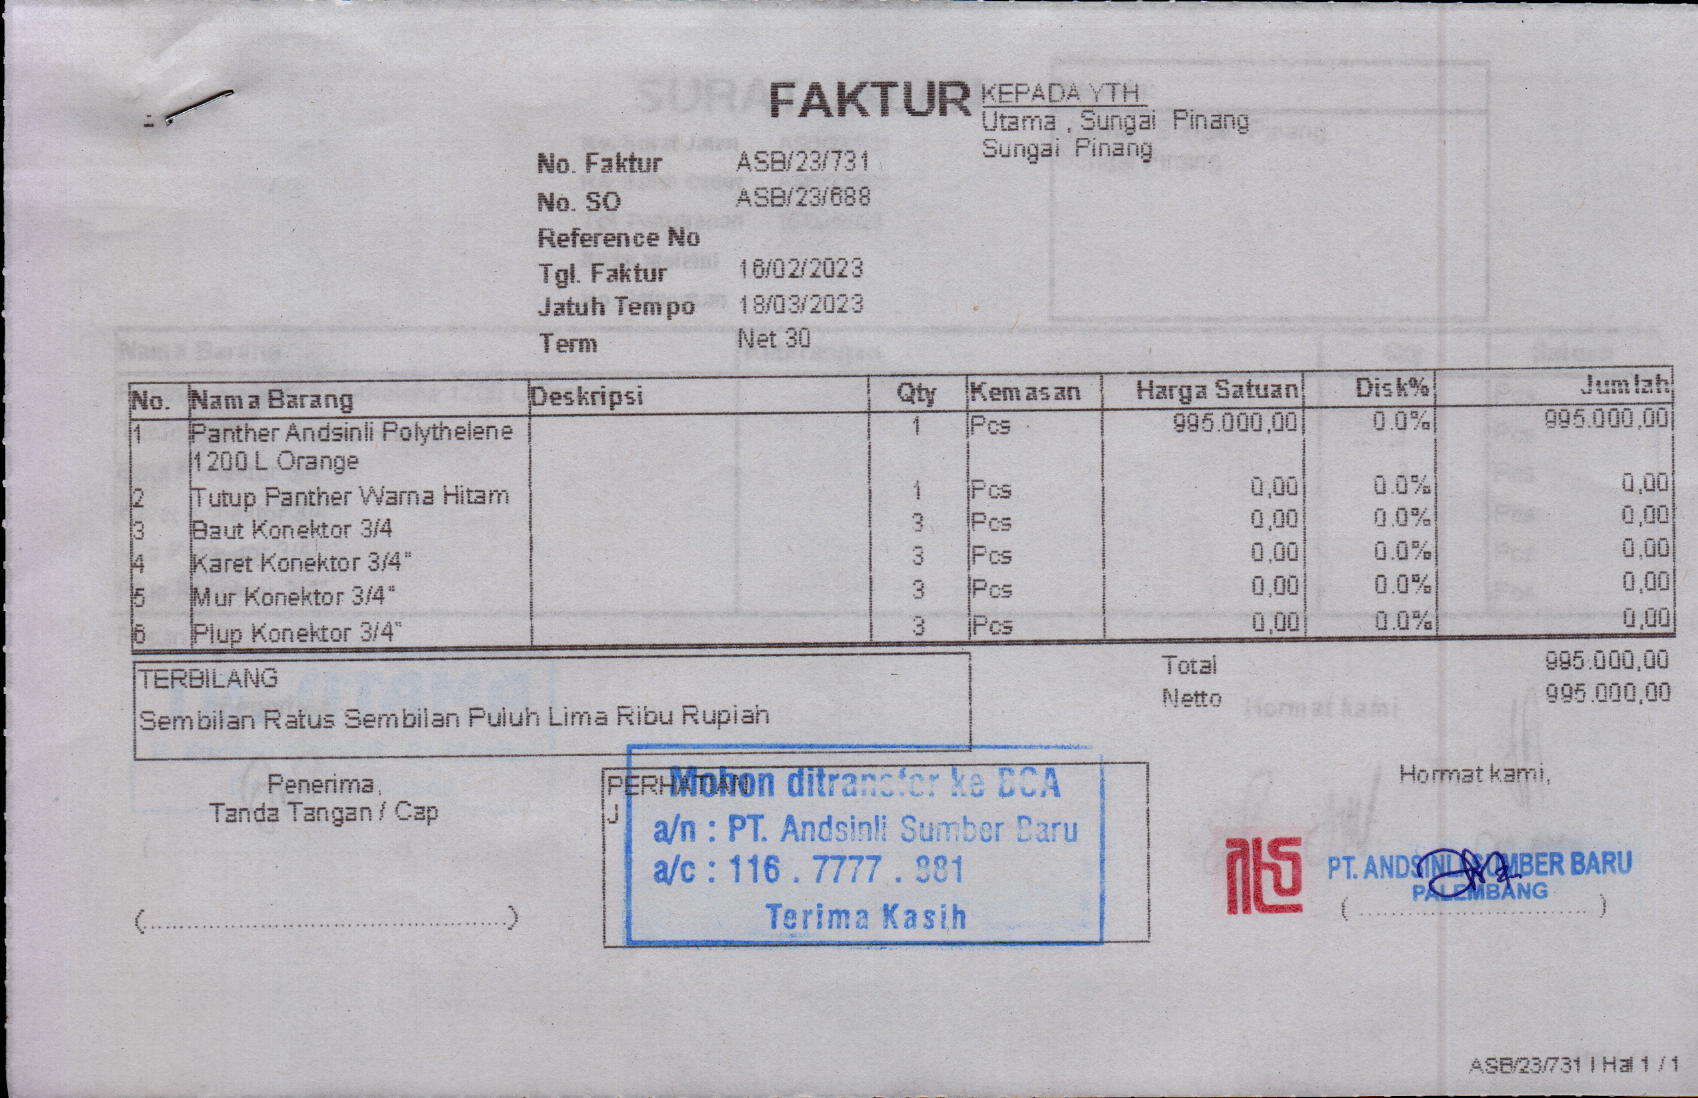 FAKTUR
KEPADA YTH
Utama , Sungai Pinang
Sungai Pinang
No. Faktur ASB/23/731
No. SO ASB/23/688
Reference No
Tgl. Faktur 16/02/2023
Jatuh Tempo 18/03/2023
Term Net 30
No. Nama Barang Deskripsi Qty Kemasan Harga Satuan Disk% Jumlah
1 Panther Andsinli Polythelene 1 Pcs 995.000,00 0.0% 995.000,00
1200 L Orange
2 Tutup Panther Warna Hitam 1 Pcs 0,00 0.0% 0,00
3 Baut Konektor 3/4 3 Pcs 0,00 0.0% 0,00
4 Karet Konektor 3/4" 3 Pcs 0,00 0.0% 0,00
5 Mur Konektor 3/4" 3 Pcs 0,00 0.0% 0,00
6 Plup Konektor 3/4" 3 Pcs 0,00 0.0% 0,00
Total 995.000,00
Netto 995.000,00
TERBILANG
Sembilan Ratus Sembilan Puluh Lima Ribu Rupiah
Penerima,
Tanda Tangan / Cap
(..........................................)
PERHATIAN
J
Mohon ditransfer ke BCA
a/n : PT. Andsinli Sumber Baru
a/c : 116 . 7777 . 881
Terima Kasih
Hormat kami,
PT. ANDSINLI SUMBER BARU
PALEMBANG
(..............................)
ASB/23/731 | Hal 1 / 1